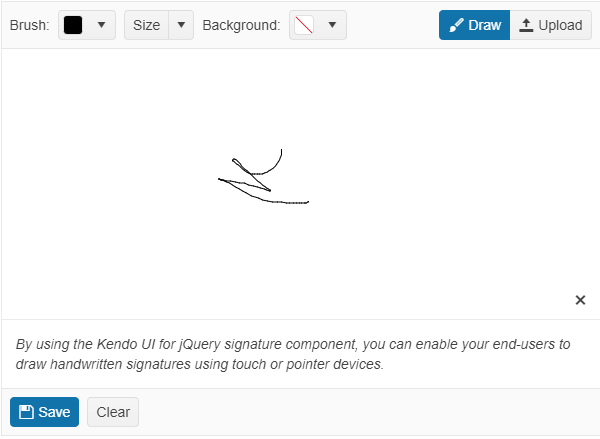 Brush: Size Background: Draw Upload
By using the Kendo UI for jQuery signature component, you can enable your end-users to
draw handwritten signatures using touch or pointer devices.
Save Clear